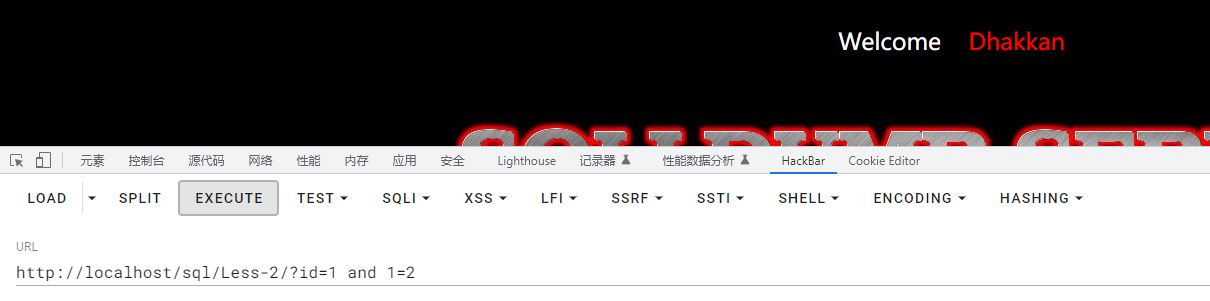 Welcome Dhakkan
元素 控制台 源代码 网络 性能 内存 应用 安全 Lighthouse 记录器 性能数据分析 HackBar Cookie Editor
LOAD SPLIT EXECUTE TEST SQLI XSS LFI SSRF SSTI SHELL ENCODING HASHING
URL
http://localhost/sql/Less-2/?id=1 and 1=2